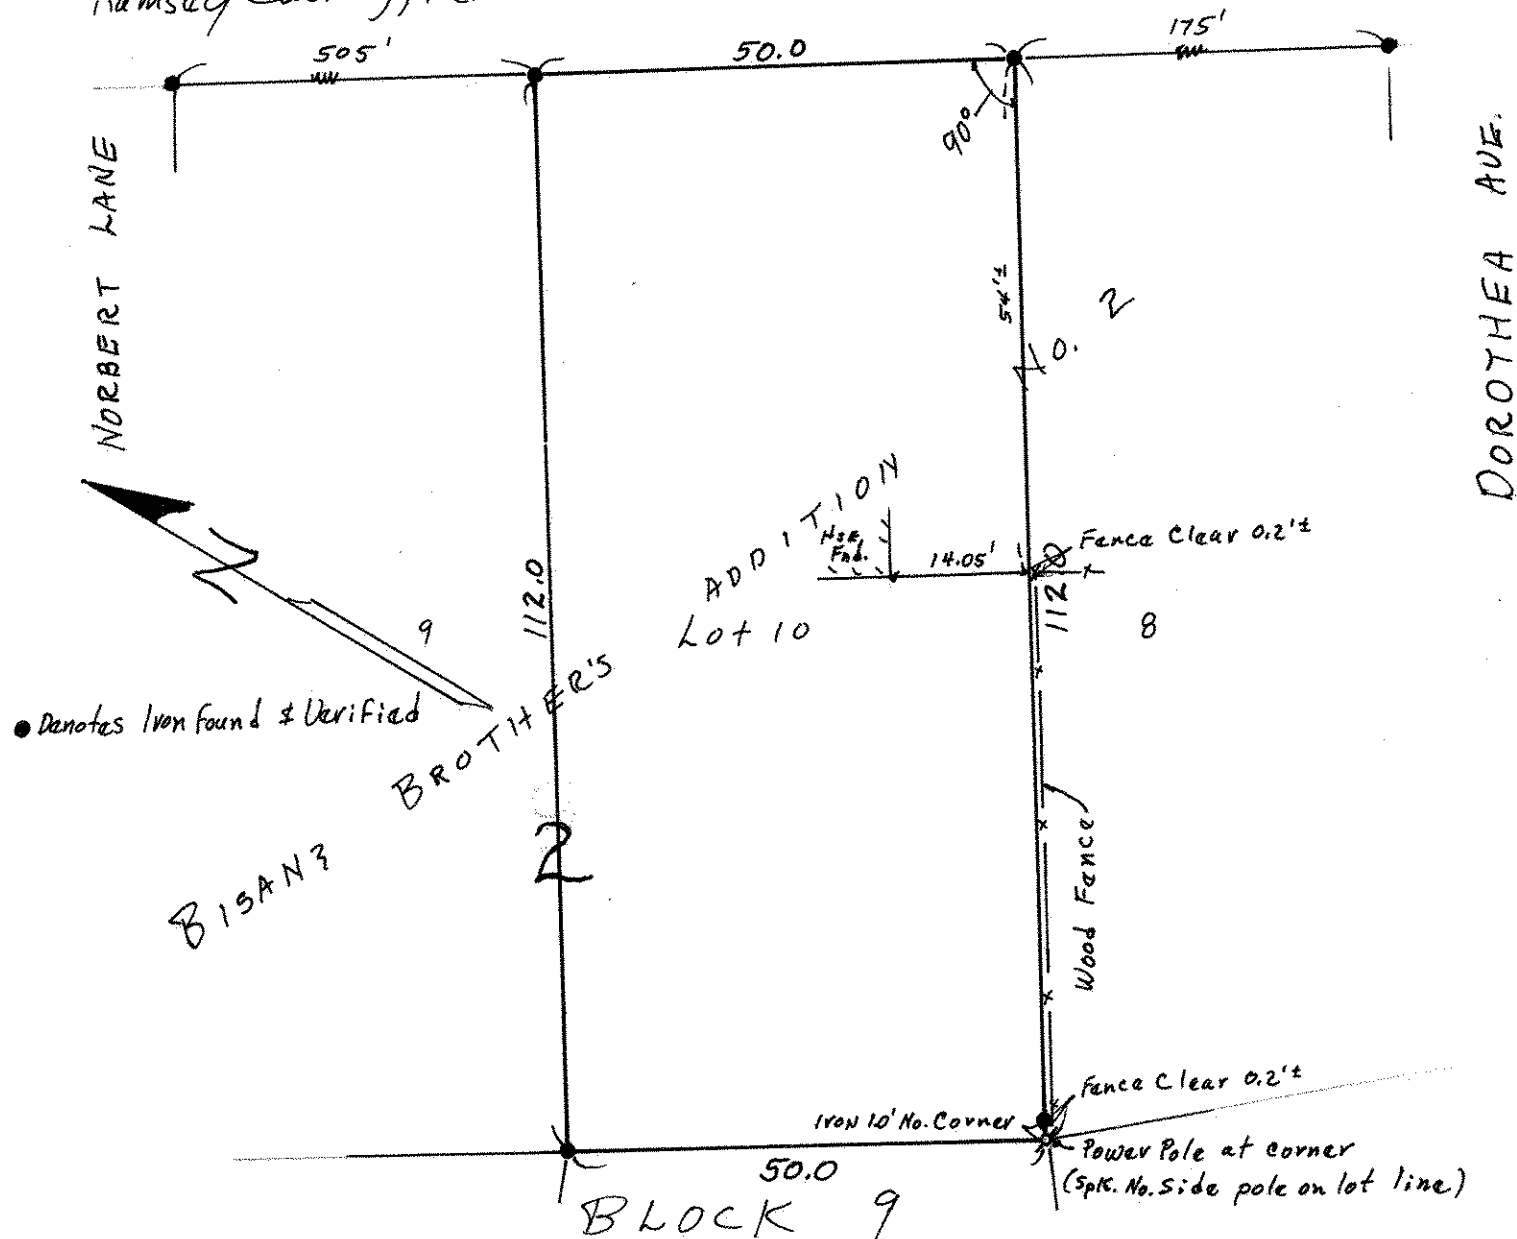 Ramsey
505'
50.0
175'
90°
NORBERT LANE
DOROTHEA AVE.
54'±
No. 2
ADDITION
Hse.
Fnd.
14.05'
Fence Clear 0.2'±
112.0
112.0
N
9
Lot 10
8
BROTHER'S
● Denotes Iron Found & Verified
2
BISANZ
Wood Fence
Fence Clear 0.2'±
Iron 1.0' No. Corner
Power Pole at corner
(Spk. No. Side pole on lot line)
50.0
BLOCK 9